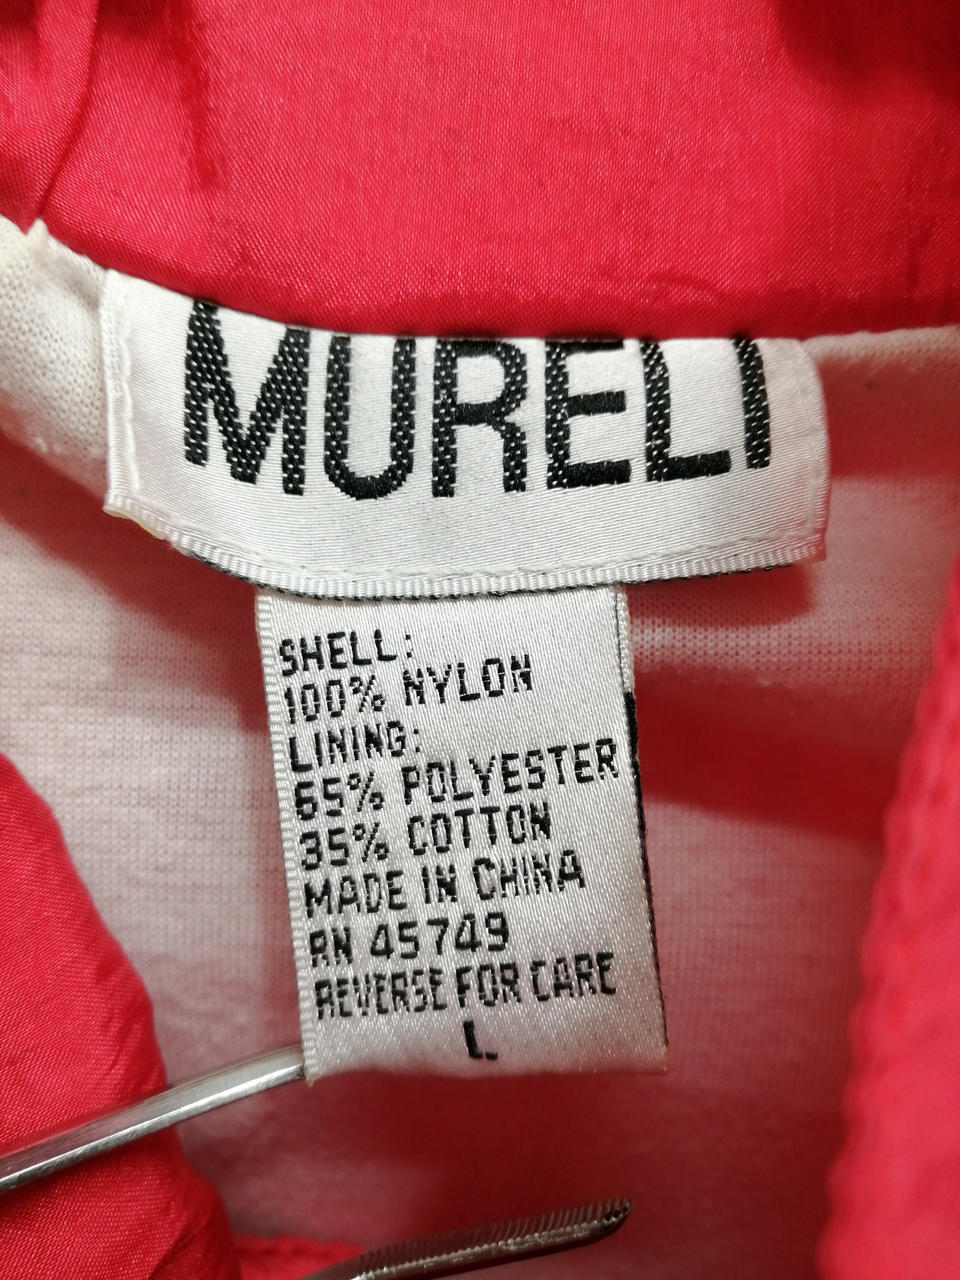 MURELI
SHELL:
100% NYLON
LINING:
65% POLYESTER
35% COTTON
MADE IN CHINA
RN 45749
REVERSE FOR CARE
L